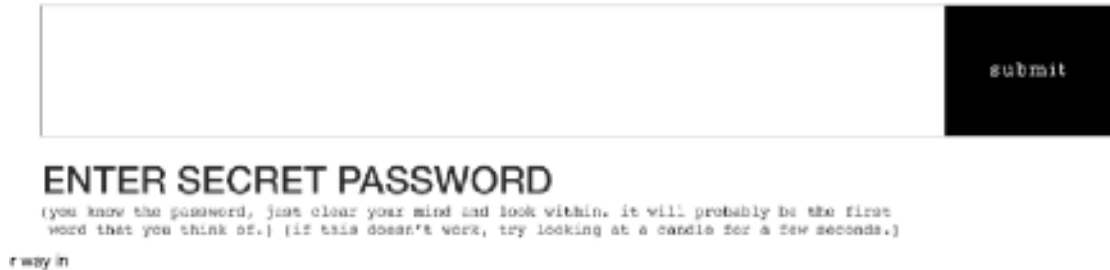 submit
ENTER SECRET PASSWORD
(you know the password, just clear your mind and look within. it will probably be the first
word that you think of.) (if this doesn't work, try looking at a candle for a few seconds.)
r way in